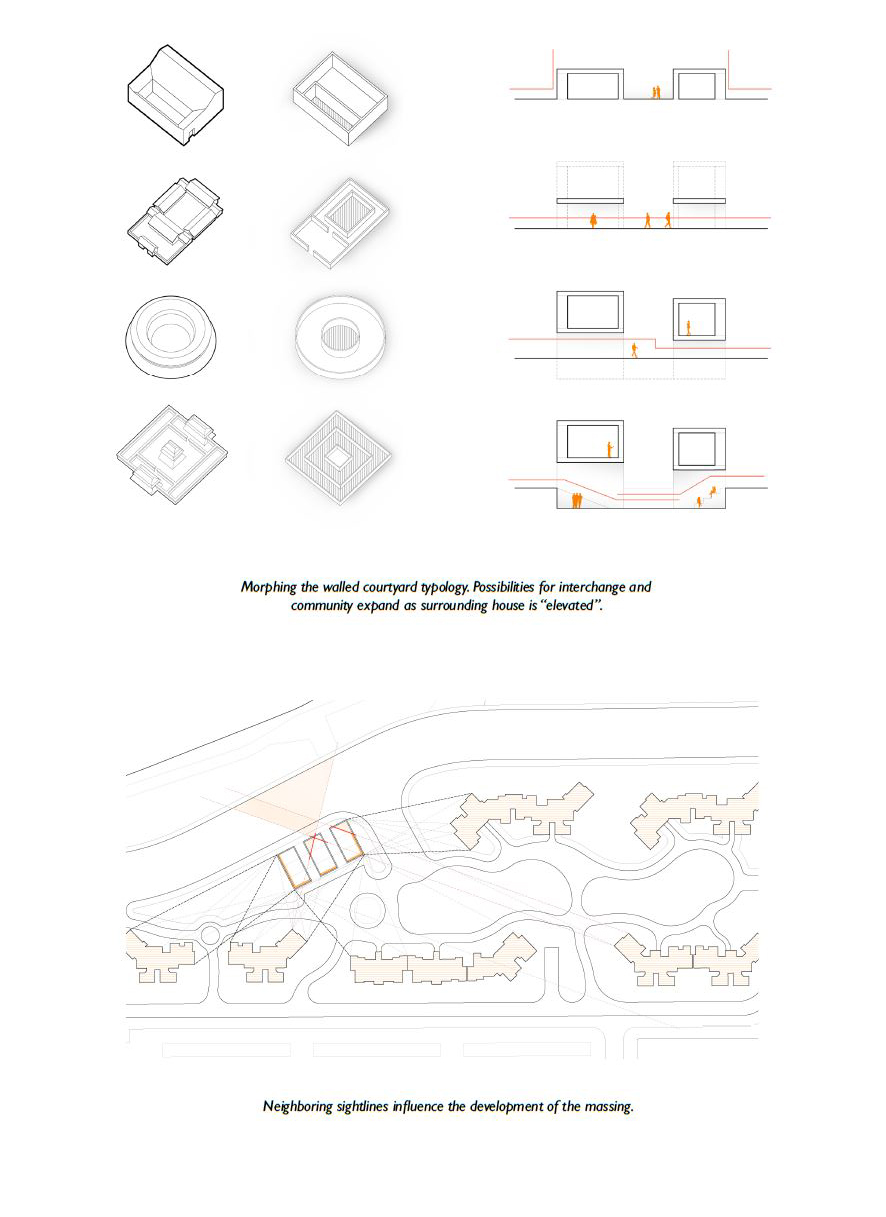 Morphing the walled courtyard typology. Possibilities for interchange and
community expand as surrounding house is “elevated”.
Neighboring sightlines influence the development of the massing.